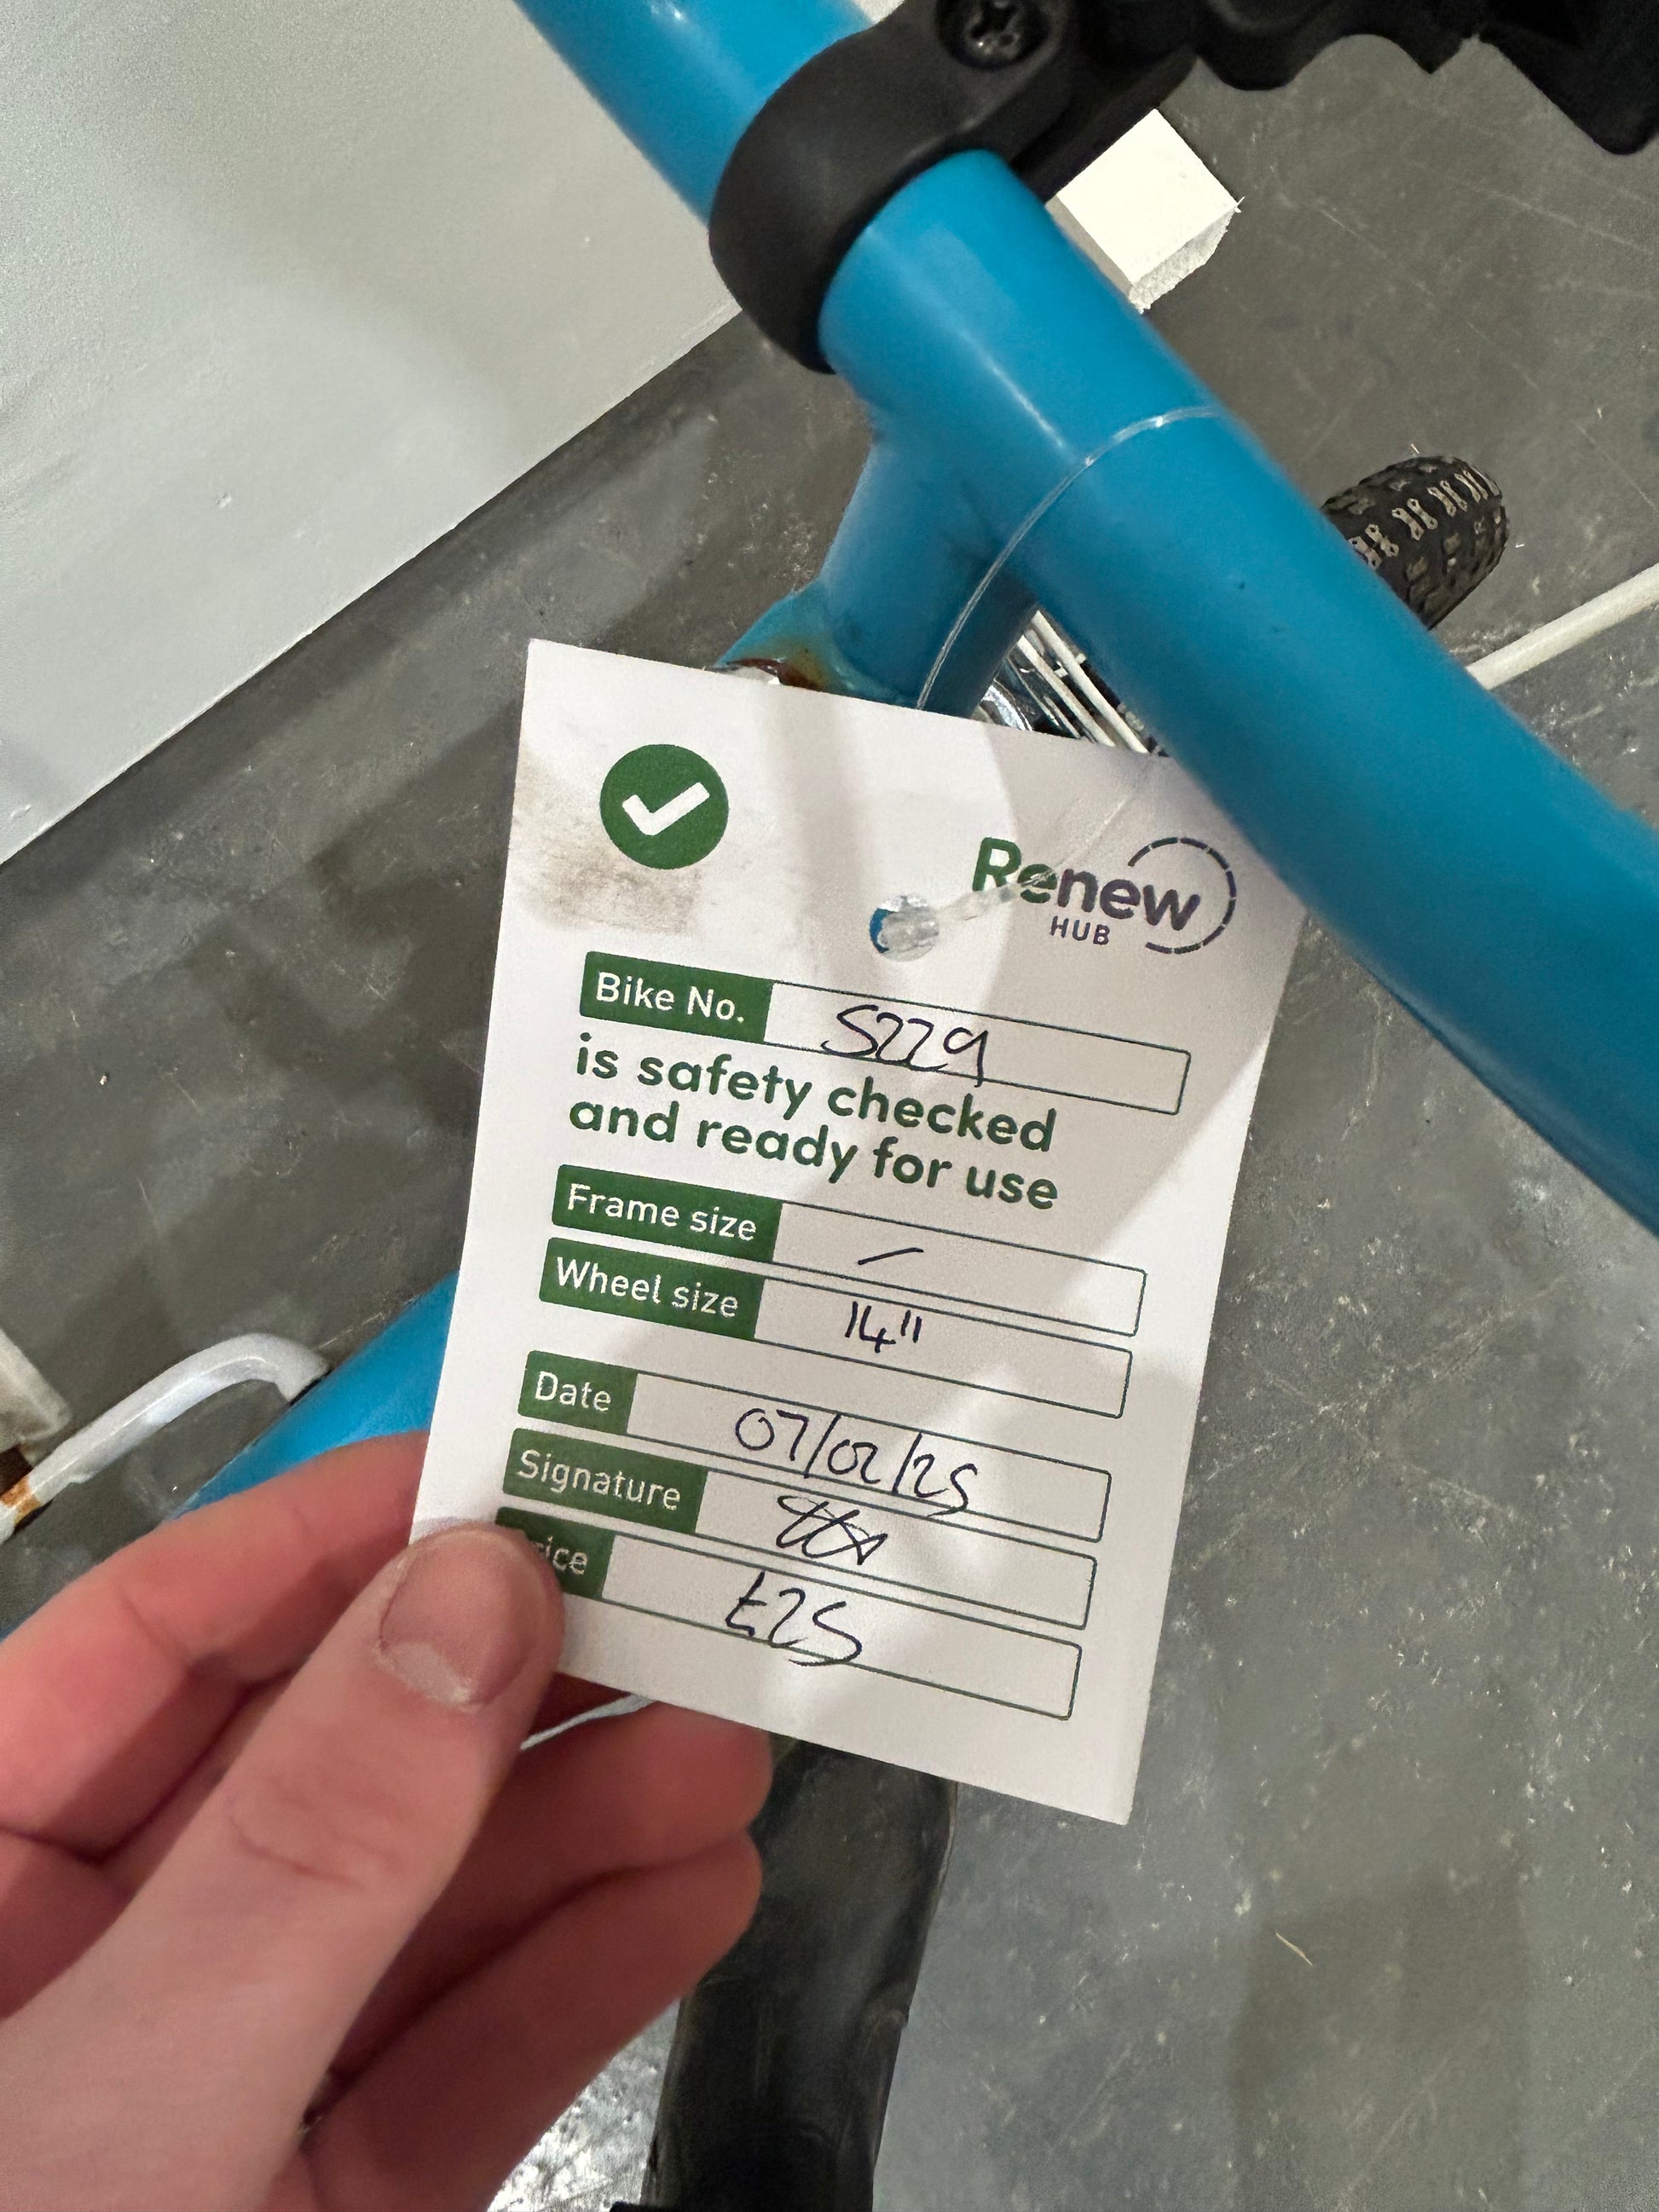 Renew
HUB
Bike No. S229
is safety checked
and ready for use
Frame size –
Wheel size 14"
Date 07/02/25
Signature
ice £25